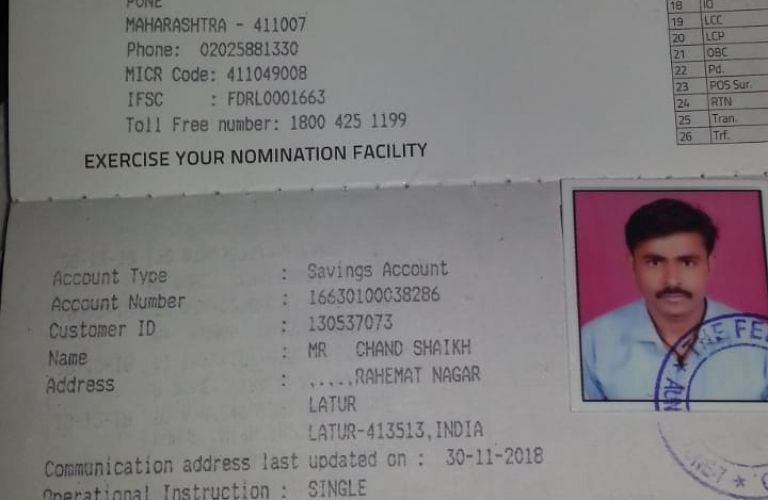 PUNE
MAHARASHTRA - 411007
Phone: 02025881330
MICR Code: 411049008
IFSC : FDRL0001663
Toll Free number: 1800 425 1199
EXERCISE YOUR NOMINATION FACILITY
18 IO
19 LCC
20 LCP
21 OBC
22 Pd.
23 POS Sur.
24 RTN
25 Tran.
26 Trf.
Account Type : Savings Account
Account Number : 16630100038286
Customer ID : 130537073
Name : MR CHAND SHAIKH
Address : ,....,RAHEMAT NAGAR
: LATUR
: LATUR-413513,INDIA
Communication address last updated on : 30-11-2018
Operational Instruction : SINGLE
THE FE